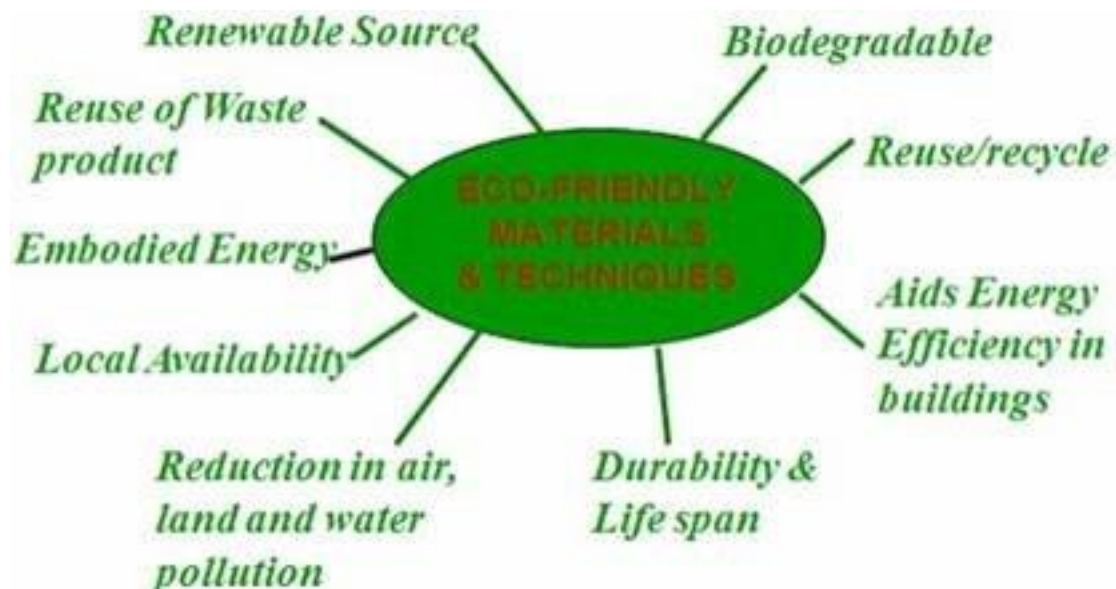 Renewable Source
Biodegradable
Reuse of Waste
product
Reuse/recycle
ECO-FRIENDLY
MATERIALS
& TECHNIQUES
Embodied Energy
Aids Energy
Efficiency in
buildings
Local Availability
Reduction in air,
land and water
pollution
Durability &
Life span